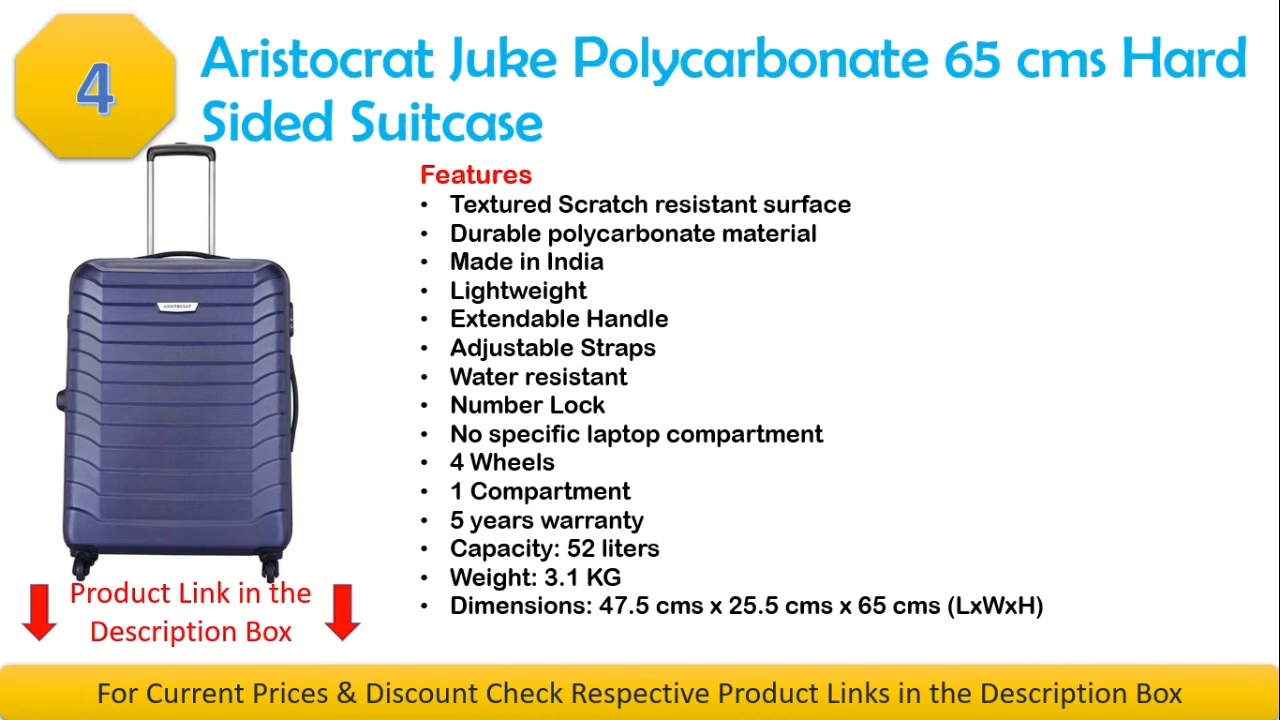 4
Aristocrat Juke Polycarbonate 65 cms Hard
Sided Suitcase
Features
• Textured Scratch resistant surface
• Durable polycarbonate material
• Made in India
• Lightweight
• Extendable Handle
• Adjustable Straps
• Water resistant
• Number Lock
• No specific laptop compartment
• 4 Wheels
• 1 Compartment
• 5 years warranty
• Capacity: 52 liters
• Weight: 3.1 KG
• Dimensions: 47.5 cms x 25.5 cms x 65 cms (LxWxH)
ARISTOCRAT
Product Link in the
Description Box
For Current Prices & Discount Check Respective Product Links in the Description Box